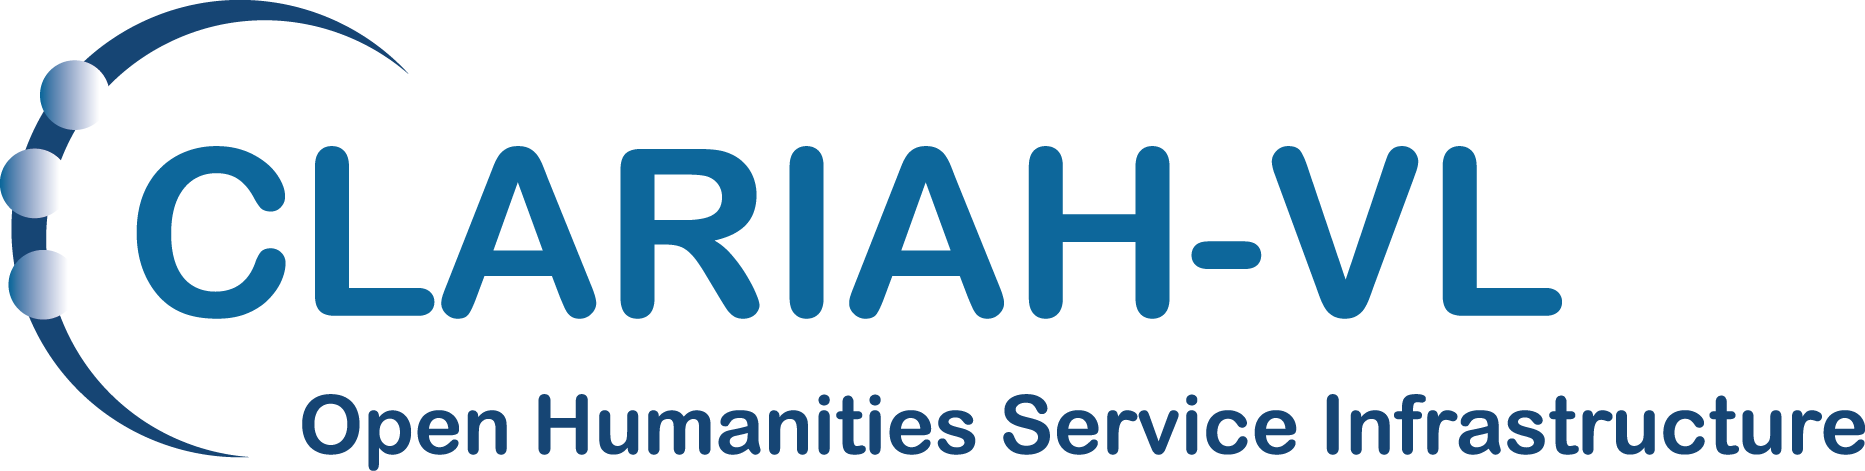 CLARIAH-VL
Open Humanities Service Infrastructure